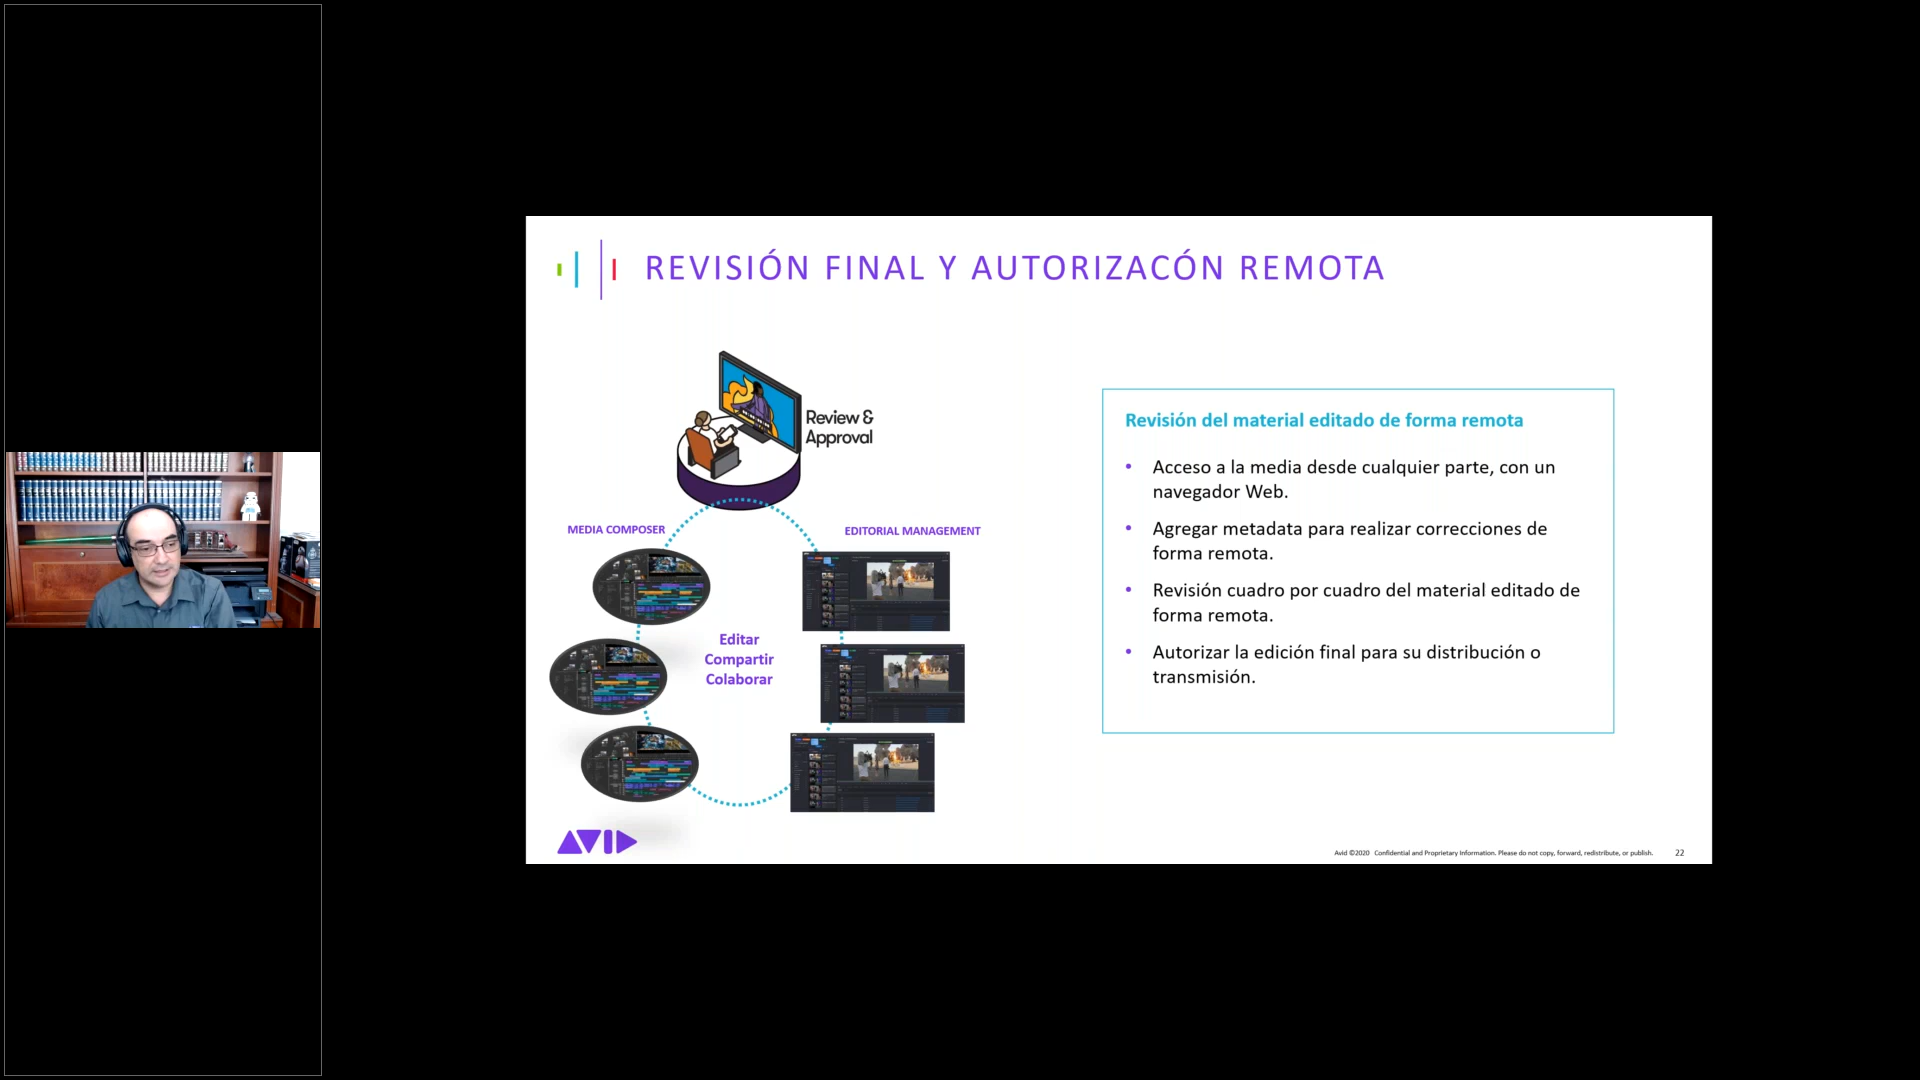 REVISIÓN FINAL Y AUTORIZACÓN REMOTA
Review &
Approval
MEDIA COMPOSER
EDITORIAL MANAGEMENT
Editar
Compartir
Colaborar
Revisión del material editado de forma remota
• Acceso a la media desde cualquier parte, con un
navegador Web.
• Agregar metadata para realizar correcciones de
forma remota.
• Revisión cuadro por cuadro del material editado de
forma remota.
• Autorizar la edición final para su distribución o
transmisión.
AVID
Avid ©2020 Confidential and Proprietary Information. Please do not copy, forward, redistribute, or publish.
22